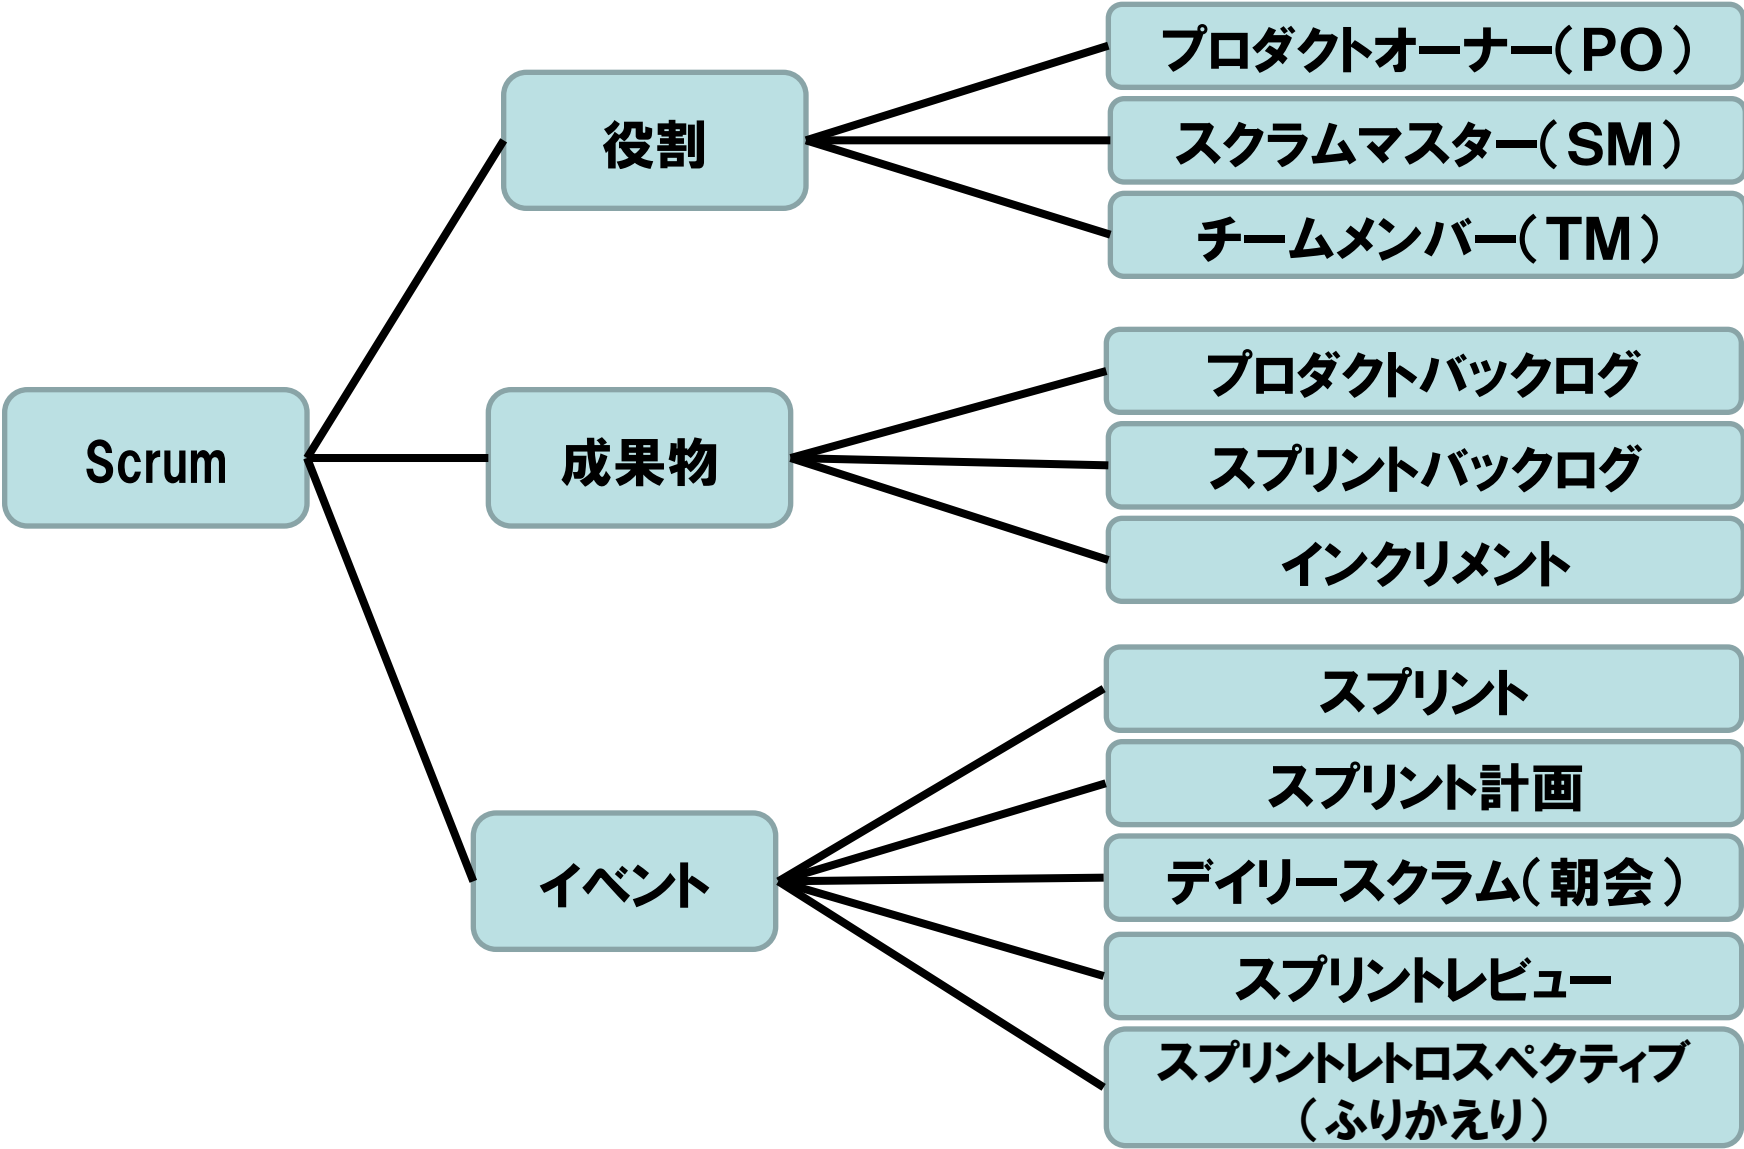 Scrum
役割
プロダクトオーナー(PO)
スクラムマスター(SM)
チームメンバー(TM)
成果物
プロダクトバックログ
スプリントバックログ
インクリメント
イベント
スプリント
スプリント計画
デイリースクラム(朝会)
スプリントレビュー
スプリントレトロスペクティブ
(ふりかえり)